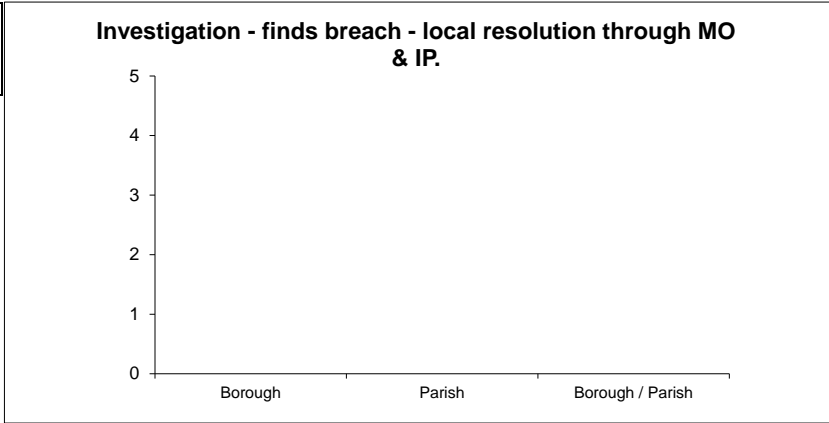 Investigation - finds breach - local resolution through MO
& IP.
5
4
3
2
1
0
Borough Parish Borough / Parish